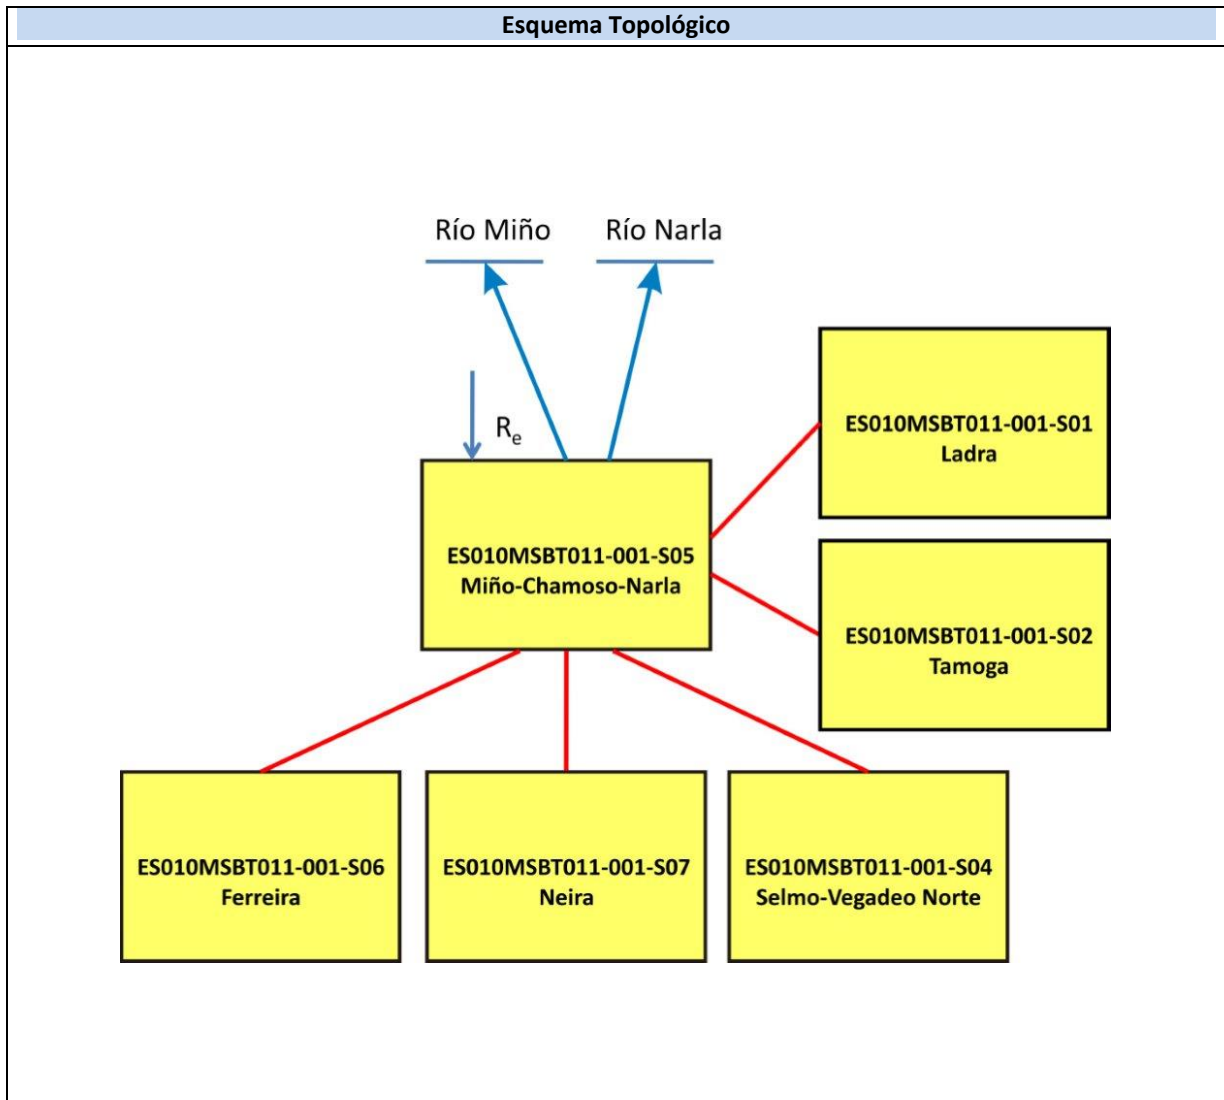 Esquema Topológico
Río Miño
Río Narla
Re
ES010MSBT011-001-S01
Ladra
ES010MSBT011-001-S05
Miño-Chamoso-Narla
ES010MSBT011-001-S02
Tamoga
ES010MSBT011-001-S06
Ferreira
ES010MSBT011-001-S07
Neira
ES010MSBT011-001-S04
Selmo-Vegadeo Norte